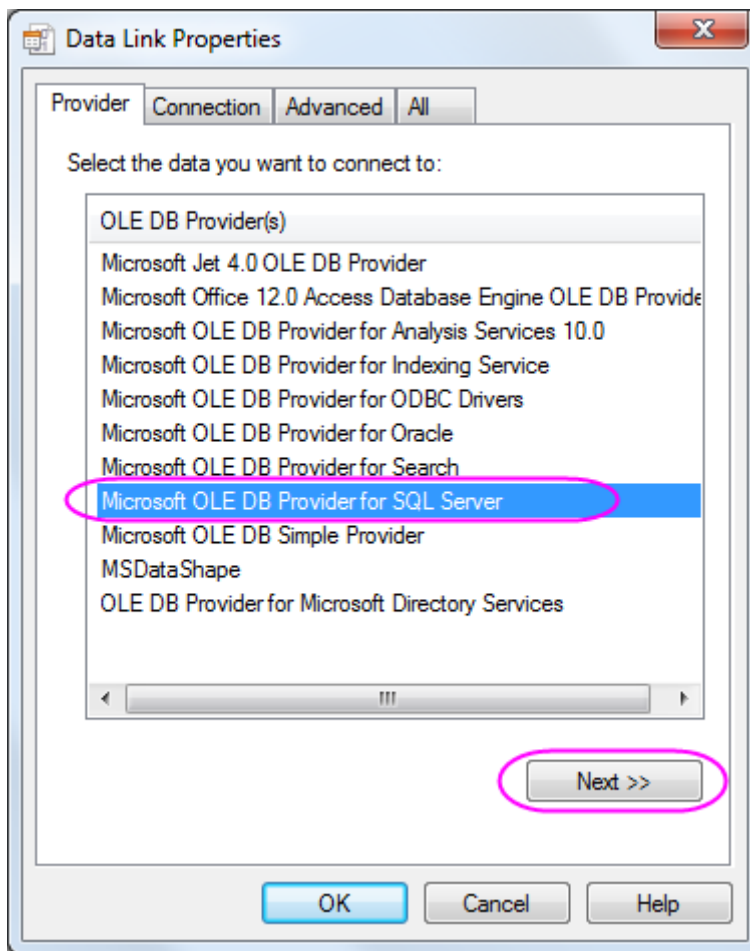 Data Link Properties
Provider Connection Advanced All
Select the data you want to connect to:
OLE DB Provider(s)
Microsoft Jet 4.0 OLE DB Provider
Microsoft Office 12.0 Access Database Engine OLE DB Provide
Microsoft OLE DB Provider for Analysis Services 10.0
Microsoft OLE DB Provider for Indexing Service
Microsoft OLE DB Provider for ODBC Drivers
Microsoft OLE DB Provider for Oracle
Microsoft OLE DB Provider for Search
Microsoft OLE DB Provider for SQL Server
Microsoft OLE DB Simple Provider
MSDataShape
OLE DB Provider for Microsoft Directory Services
Next >>
OK Cancel Help